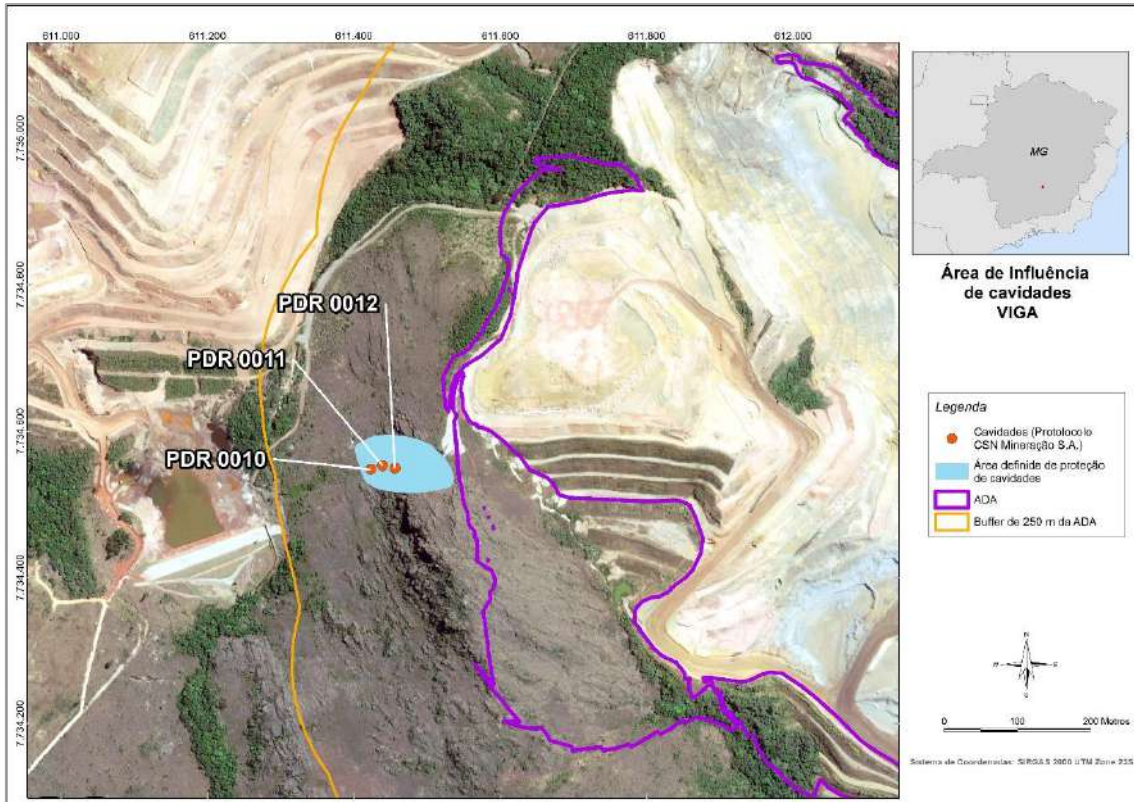 611.000 611.200 611.400 611.600 611.800 612.000
7.735.000
7.734.800
7.734.600
7.734.400
7.734.200
PDR 0012
PDR 0011
PDR 0010
MG
Área de Influência
de cavidades
VIGA
Legenda
Cavidades (Protolocolo
CSN Mineração S.A.)
Área definida de proteção
de cavidades
ADA
Buffer de 250 m da ADA
N
S
0 100 200 Metros
Sistema de Coordenadas: SIRGAS 2000 UTM Zone 23S